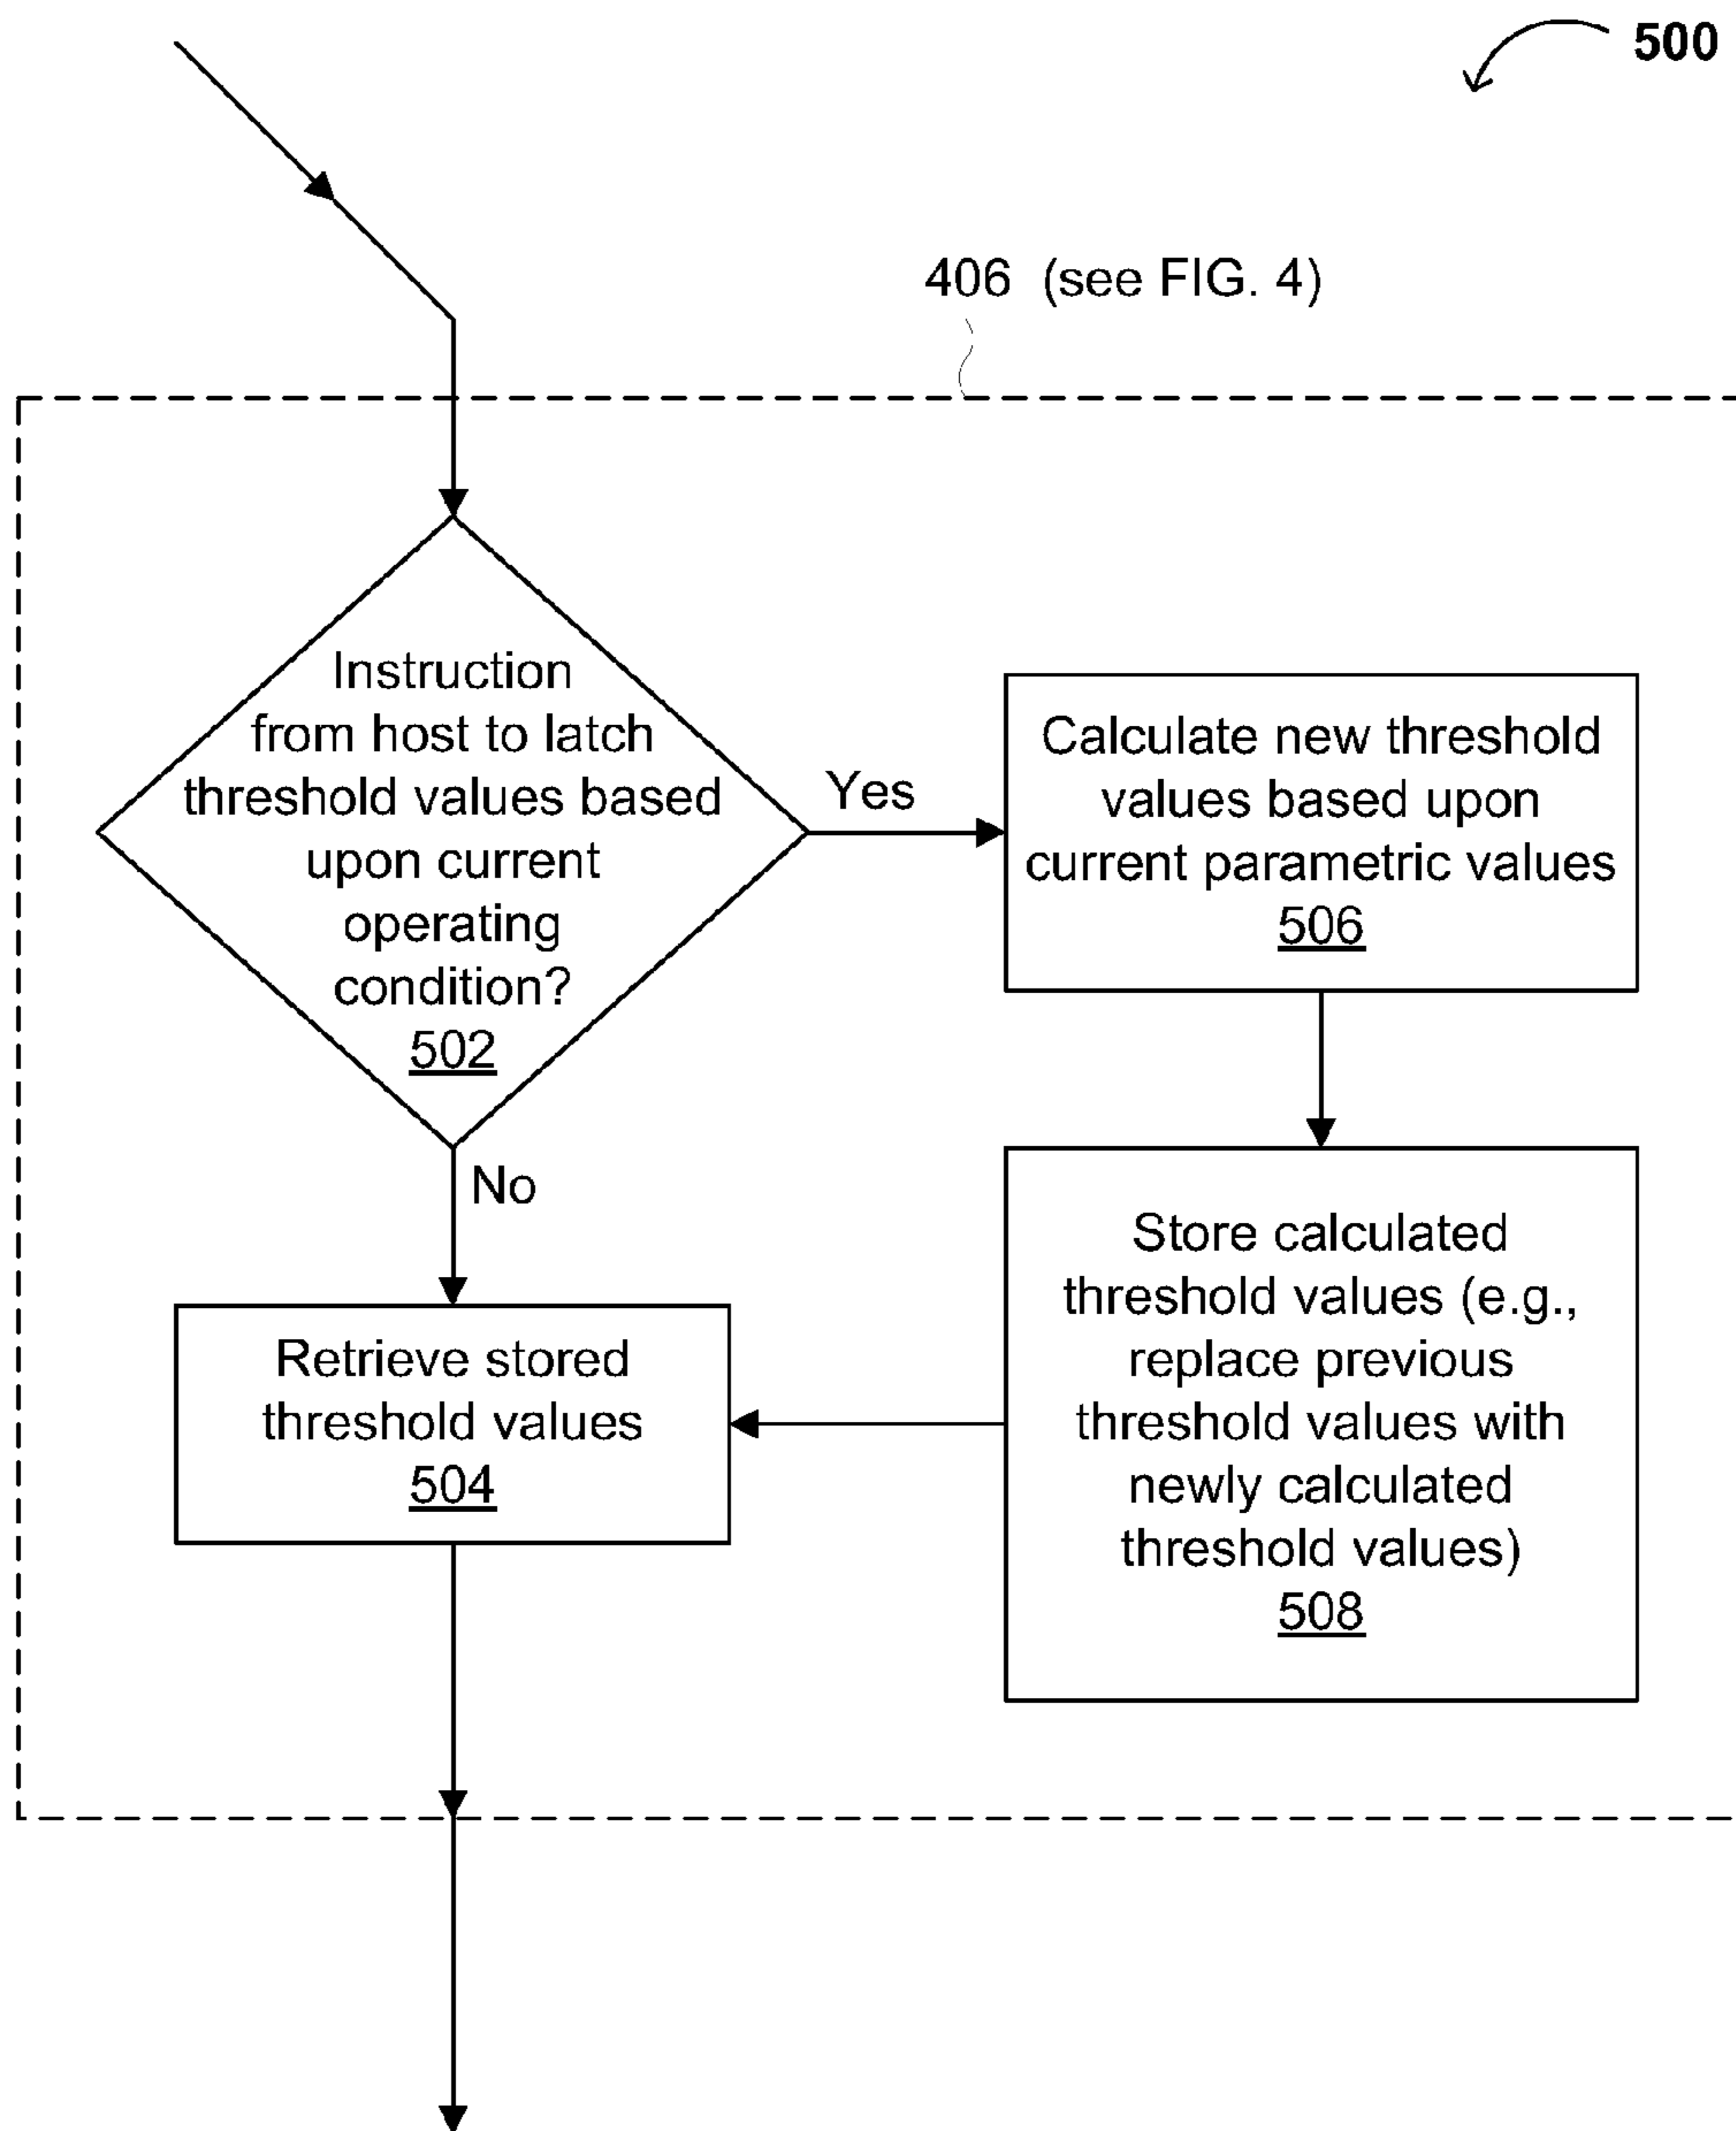 500
406 (see FIG. 4)
Instruction
from host to latch
threshold values based
upon current
operating
condition?
502
Yes
Calculate new threshold
values based upon
current parametric values
506
No
Retrieve stored
threshold values
504
Store calculated
threshold values (e.g.,
replace previous
threshold values with
newly calculated
threshold values)
508